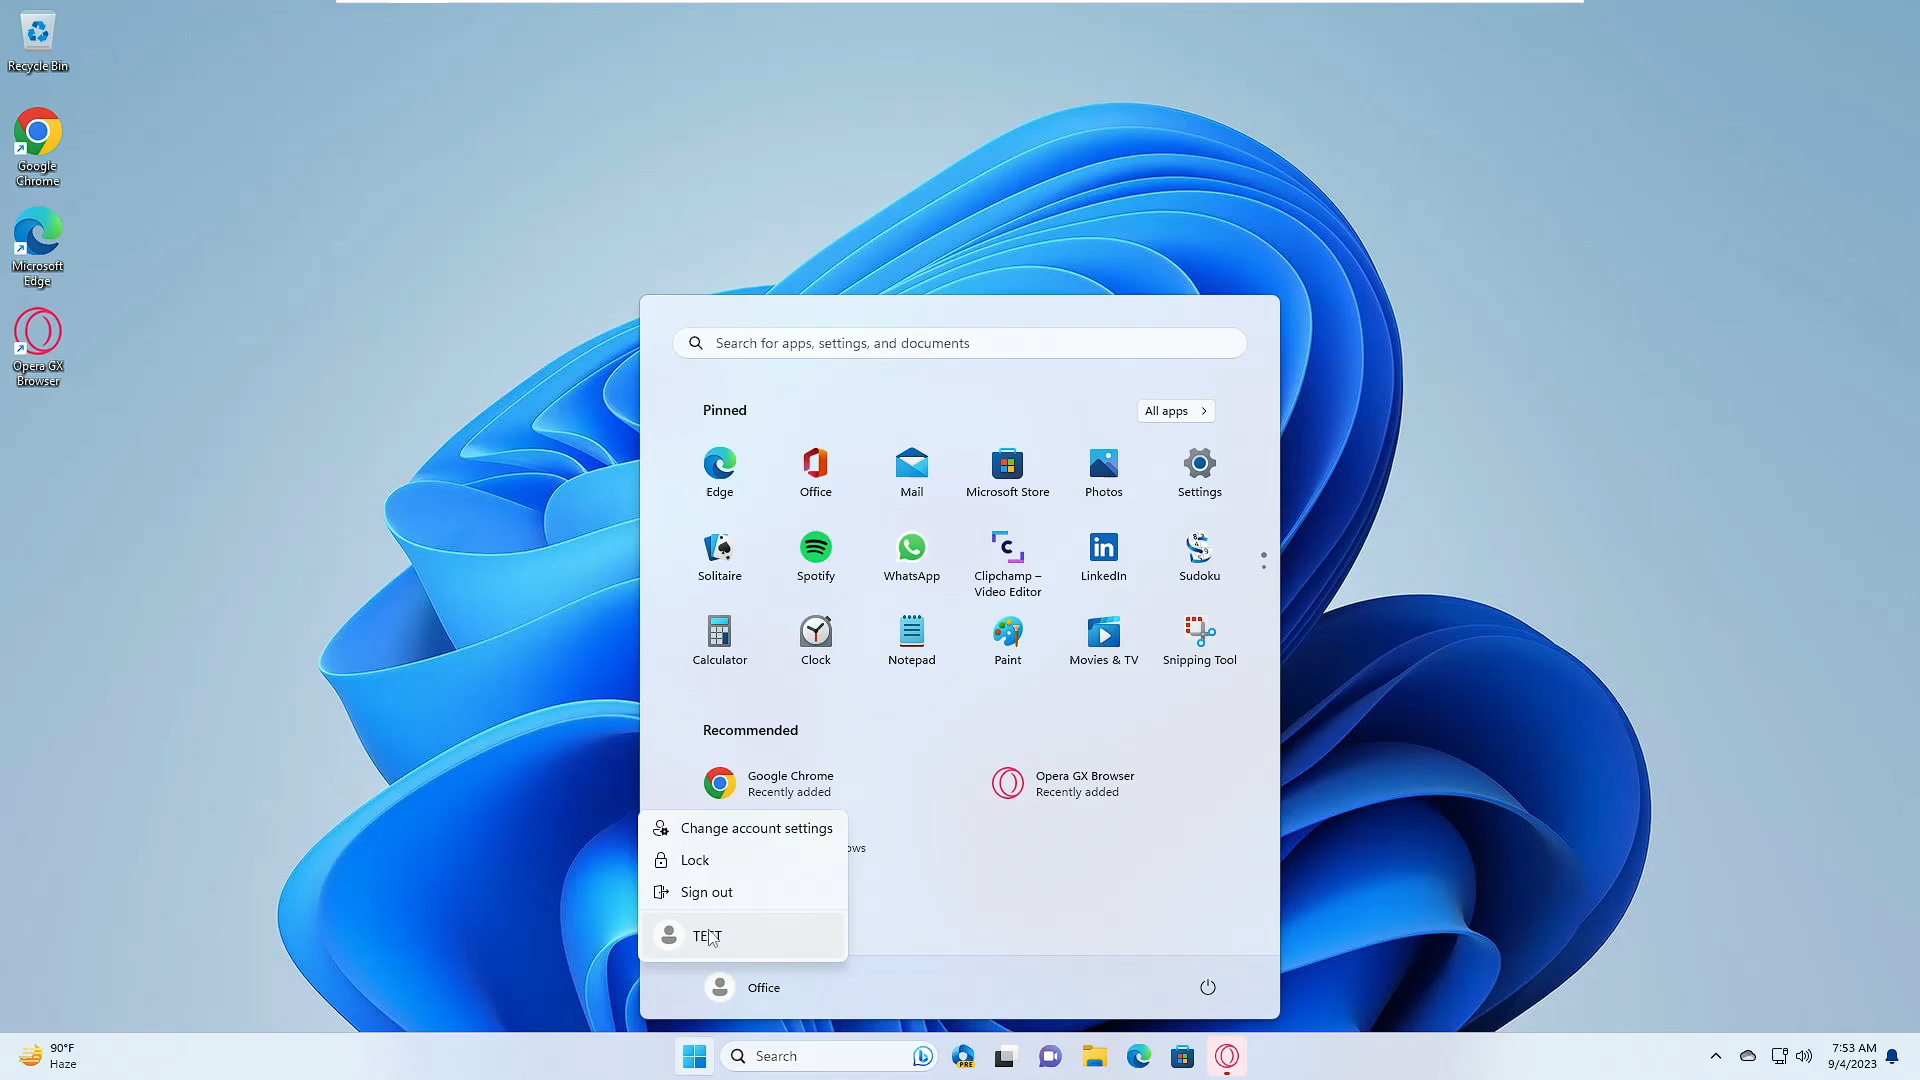 Recycle Bin
Google
Chrome
Microsoft
Edge
Opera GX
Browser
Search for apps, settings, and documents
Pinned
All apps
Edge
Office
Mail
Microsoft Store
Photos
Settings
Solitaire
Spotify
WhatsApp
Clipchamp –
Video Editor
LinkedIn
Sudoku
Calculator
Clock
Notepad
Paint
Movies & TV
Snipping Tool
Recommended
Google Chrome
Recently added
Opera GX Browser
Recently added
Change account settings
ows
Lock
Sign out
TEST
Office
90°F
Haze
Search
PRE
7:53 AM
9/4/2023